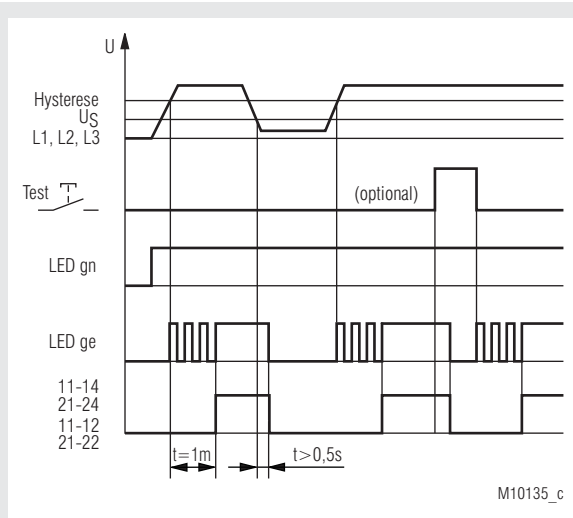 U
Hysterese
US
L1, L2, L3
Test
(optional)
LED gn
LED ge
11-14
21-24
11-12
21-22
t=1m
t>0,5s
M10135_c